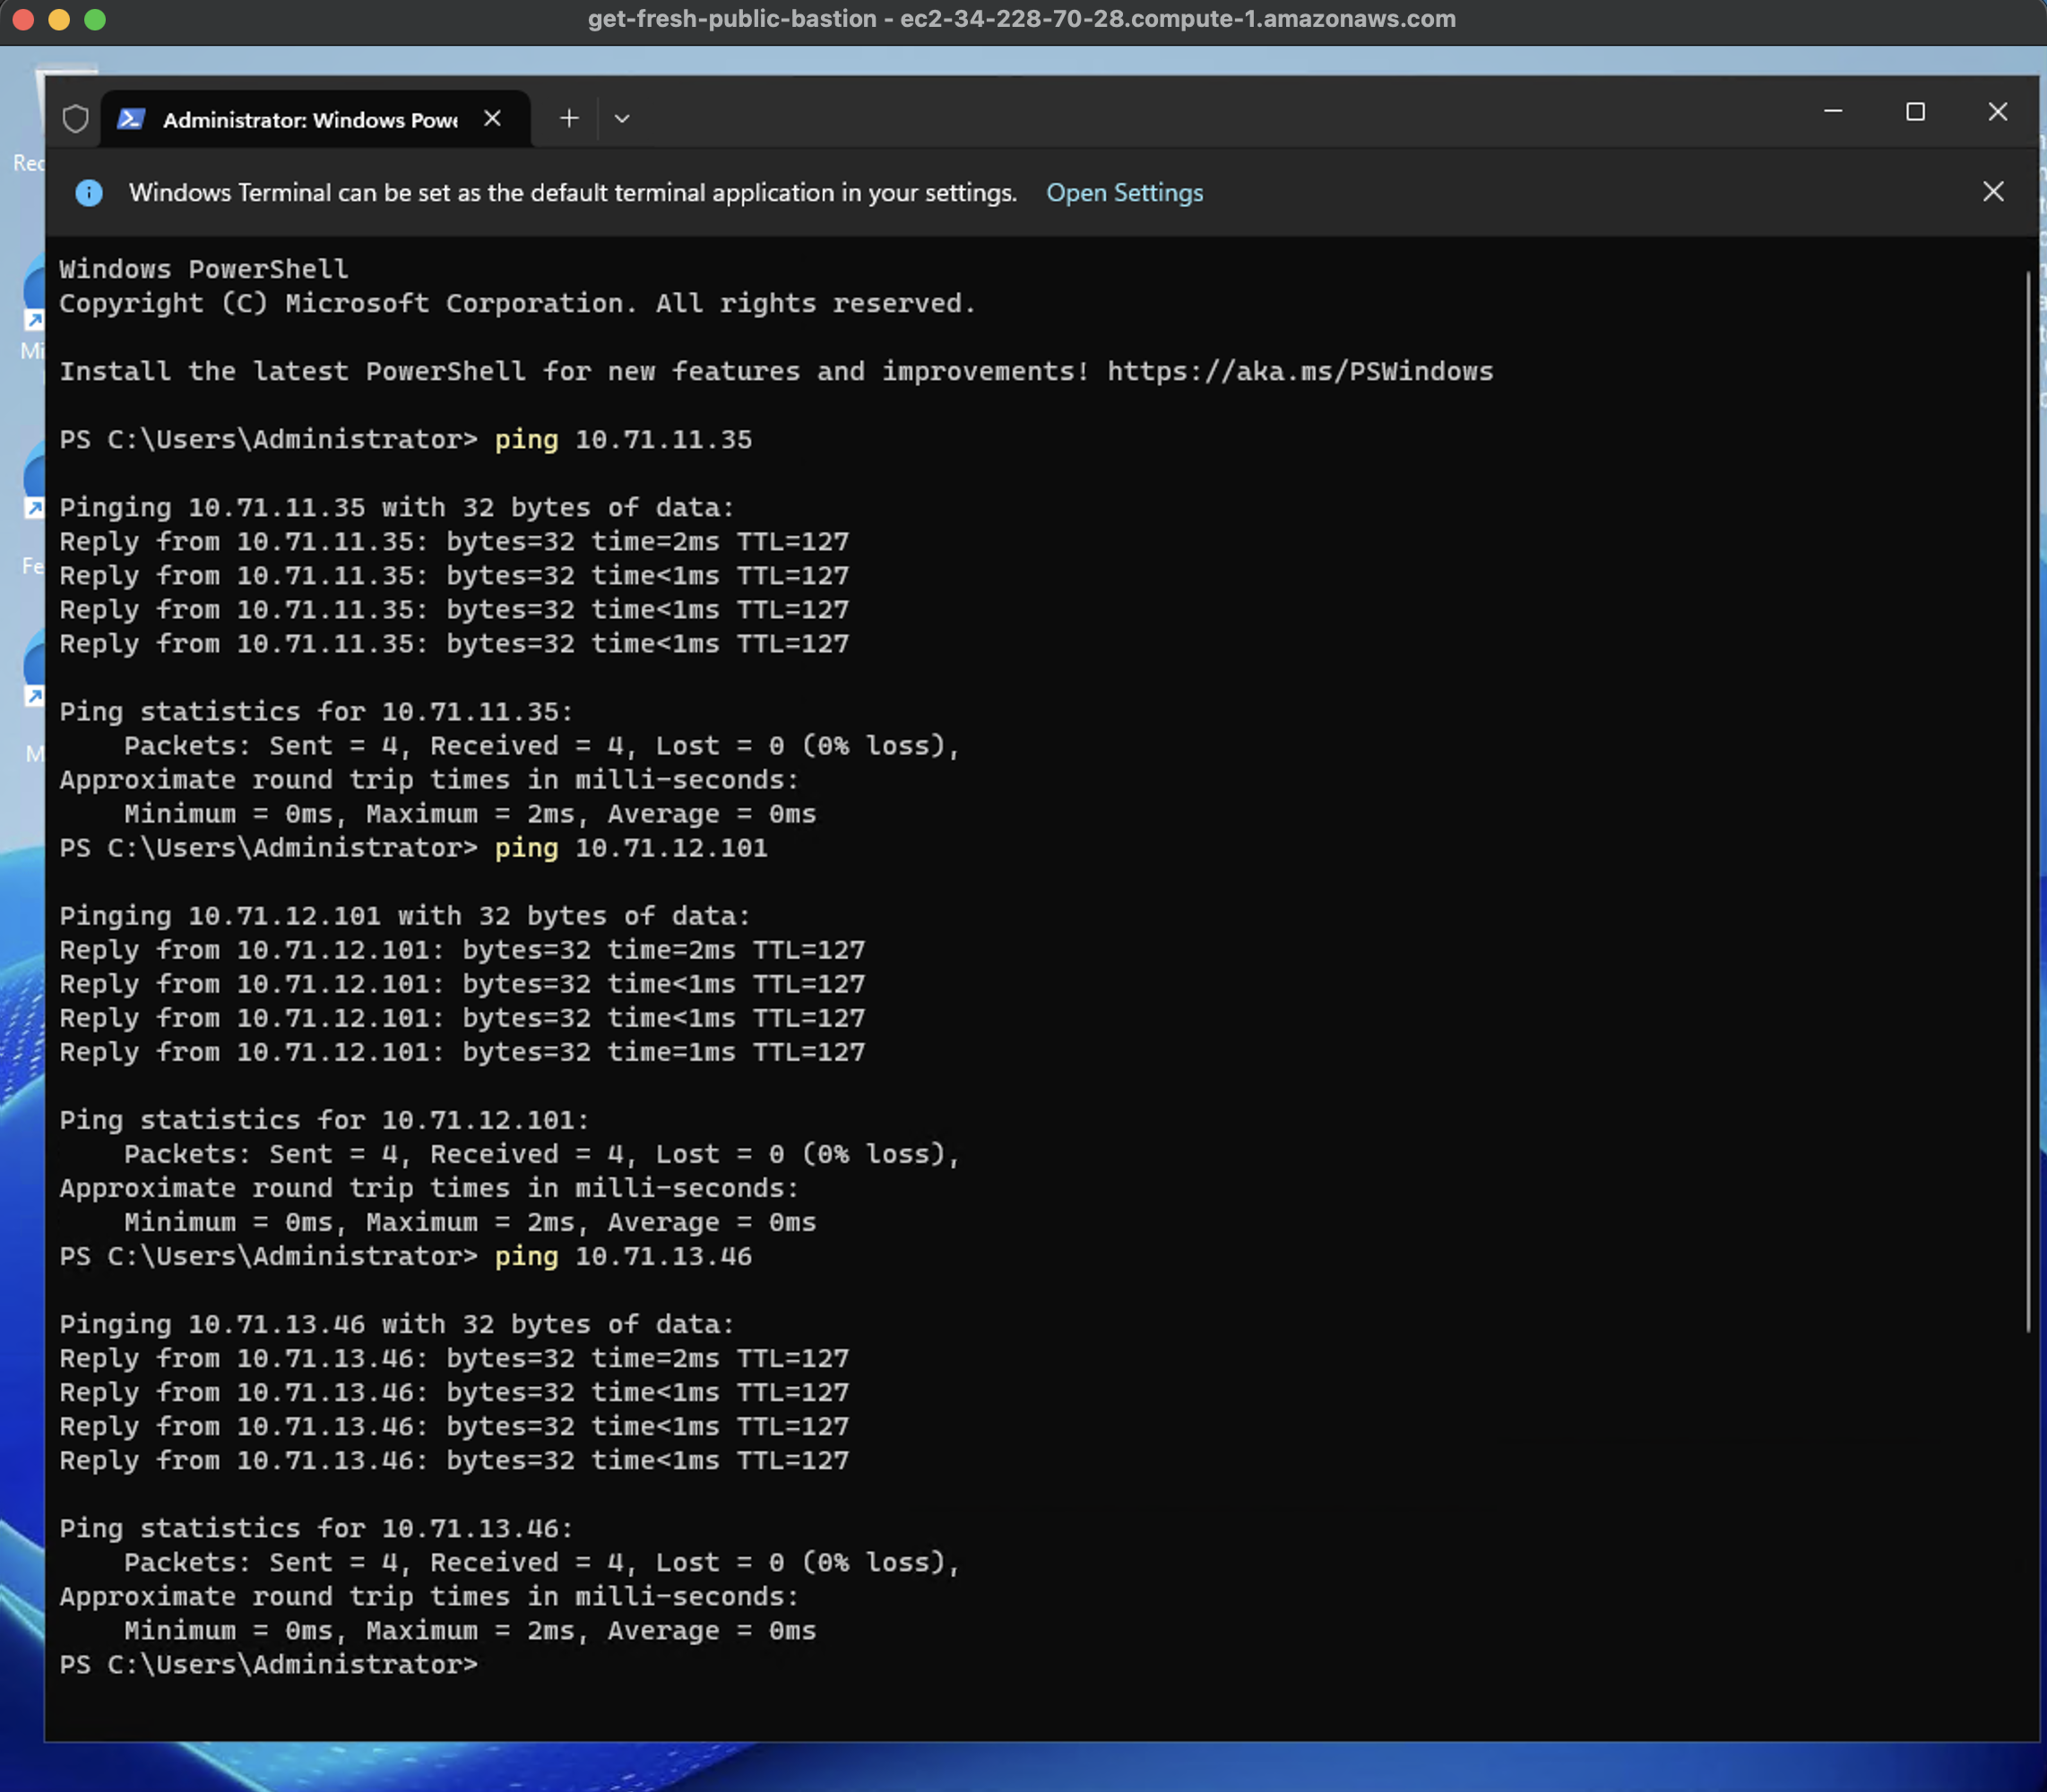 get-fresh-public-bastion - ec2-34-228-70-28.compute-1.amazonaws.com
Administrator: Windows Powe
Windows Terminal can be set as the default terminal application in your settings. Open Settings
Windows PowerShell
Copyright (C) Microsoft Corporation. All rights reserved.
Install the latest PowerShell for new features and improvements! https://aka.ms/PSWindows
PS C:\Users\Administrator> ping 10.71.11.35
Pinging 10.71.11.35 with 32 bytes of data:
Reply from 10.71.11.35: bytes=32 time=2ms TTL=127
Reply from 10.71.11.35: bytes=32 time<1ms TTL=127
Reply from 10.71.11.35: bytes=32 time<1ms TTL=127
Reply from 10.71.11.35: bytes=32 time<1ms TTL=127
Ping statistics for 10.71.11.35:
    Packets: Sent = 4, Received = 4, Lost = 0 (0% loss),
Approximate round trip times in milli-seconds:
    Minimum = 0ms, Maximum = 2ms, Average = 0ms
PS C:\Users\Administrator> ping 10.71.12.101
Pinging 10.71.12.101 with 32 bytes of data:
Reply from 10.71.12.101: bytes=32 time=2ms TTL=127
Reply from 10.71.12.101: bytes=32 time<1ms TTL=127
Reply from 10.71.12.101: bytes=32 time<1ms TTL=127
Reply from 10.71.12.101: bytes=32 time=1ms TTL=127
Ping statistics for 10.71.12.101:
    Packets: Sent = 4, Received = 4, Lost = 0 (0% loss),
Approximate round trip times in milli-seconds:
    Minimum = 0ms, Maximum = 2ms, Average = 0ms
PS C:\Users\Administrator> ping 10.71.13.46
Pinging 10.71.13.46 with 32 bytes of data:
Reply from 10.71.13.46: bytes=32 time=2ms TTL=127
Reply from 10.71.13.46: bytes=32 time<1ms TTL=127
Reply from 10.71.13.46: bytes=32 time<1ms TTL=127
Reply from 10.71.13.46: bytes=32 time<1ms TTL=127
Ping statistics for 10.71.13.46:
    Packets: Sent = 4, Received = 4, Lost = 0 (0% loss),
Approximate round trip times in milli-seconds:
    Minimum = 0ms, Maximum = 2ms, Average = 0ms
PS C:\Users\Administrator>
Rec
Mi
Fe
M